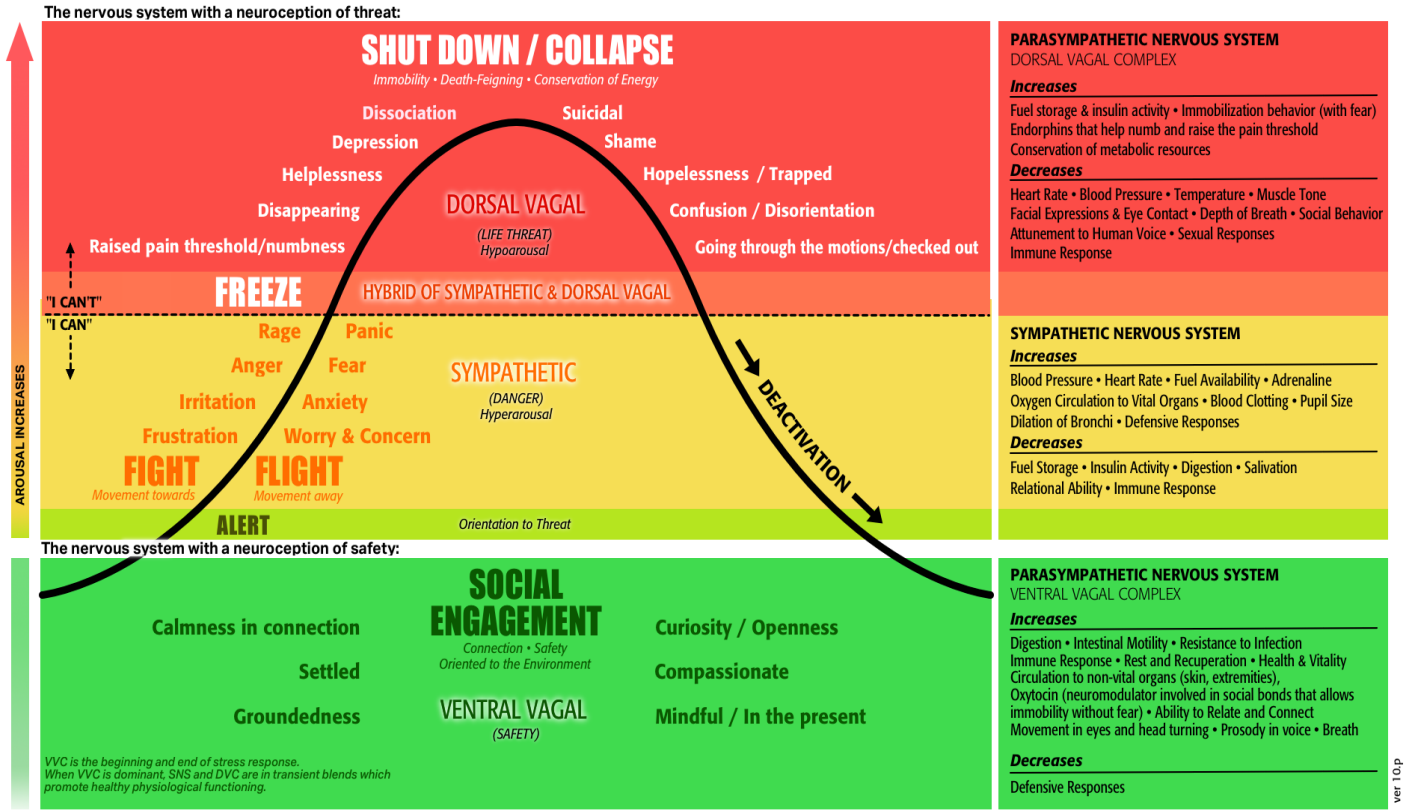 The nervous system with a neuroception of threat:
SHUT DOWN / COLLAPSE
Immobility • Death-Feigning • Conservation of Energy
Dissociation
Suicidal
Depression
Shame
Helplessness
Hopelessness / Trapped
Disappearing
DORSAL VAGAL
Confusion / Disorientation
(LIFE THREAT)
Hypoarousal
Raised pain threshold/numbness
Going through the motions/checked out
"I CAN'T"
FREEZE
HYBRID OF SYMPATHETIC & DORSAL VAGAL
"I CAN"
Rage
Panic
Anger
Fear
SYMPATHETIC
(DANGER)
Hyperarousal
Irritation
Anxiety
Frustration
Worry & Concern
FIGHT
Movement towards
FLIGHT
Movement away
DEACTIVATION
ALERT
Orientation to Threat
AROUSAL INCREASES
The nervous system with a neuroception of safety:
SOCIAL
ENGAGEMENT
Connection • Safety
Oriented to the Environment
Calmness in connection
Curiosity / Openness
Settled
Compassionate
Groundedness
VENTRAL VAGAL
(SAFETY)
Mindful / In the present
VVC is the beginning and end of stress response.
When VVC is dominant, SNS and DVC are in transient blends which
promote healthy physiological functioning.
PARASYMPATHETIC NERVOUS SYSTEM
DORSAL VAGAL COMPLEX
Increases
Fuel storage & insulin activity • Immobilization behavior (with fear)
Endorphins that help numb and raise the pain threshold
Conservation of metabolic resources
Decreases
Heart Rate • Blood Pressure • Temperature • Muscle Tone
Facial Expressions & Eye Contact • Depth of Breath • Social Behavior
Attunement to Human Voice • Sexual Responses
Immune Response
SYMPATHETIC NERVOUS SYSTEM
Increases
Blood Pressure • Heart Rate • Fuel Availability • Adrenaline
Oxygen Circulation to Vital Organs • Blood Clotting • Pupil Size
Dilation of Bronchi • Defensive Responses
Decreases
Fuel Storage • Insulin Activity • Digestion • Salivation
Relational Ability • Immune Response
PARASYMPATHETIC NERVOUS SYSTEM
VENTRAL VAGAL COMPLEX
Increases
Digestion • Intestinal Motility • Resistance to Infection
Immune Response • Rest and Recuperation • Health & Vitality
Circulation to non-vital organs (skin, extremities),
Oxytocin (neuromodulator involved in social bonds that allows
immobility without fear) • Ability to Relate and Connect
Movement in eyes and head turning • Prosody in voice • Breath
Decreases
Defensive Responses
ver 10.p